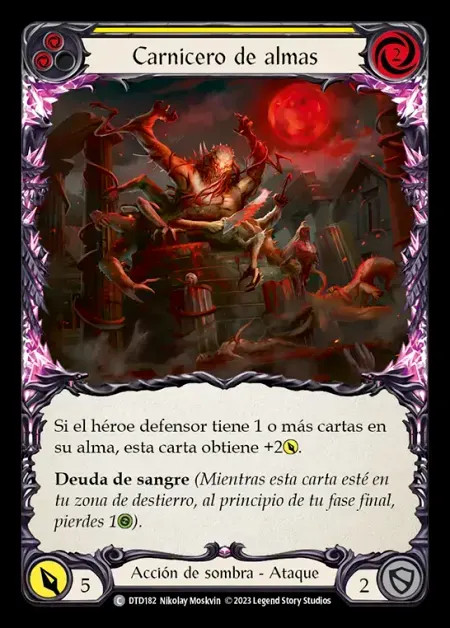 Carnicero de almas
2
Si el héroe defensor tiene 1 o más cartas en
su alma, esta carta obtiene +2.
Deuda de sangre (Mientras esta carta esté en
tu zona de destierro, al principio de tu fase final,
pierdes 1).
5
Acción de sombra - Ataque
2
C DTD182 Nikolay Moskvin ©2023 Legend Story Studios